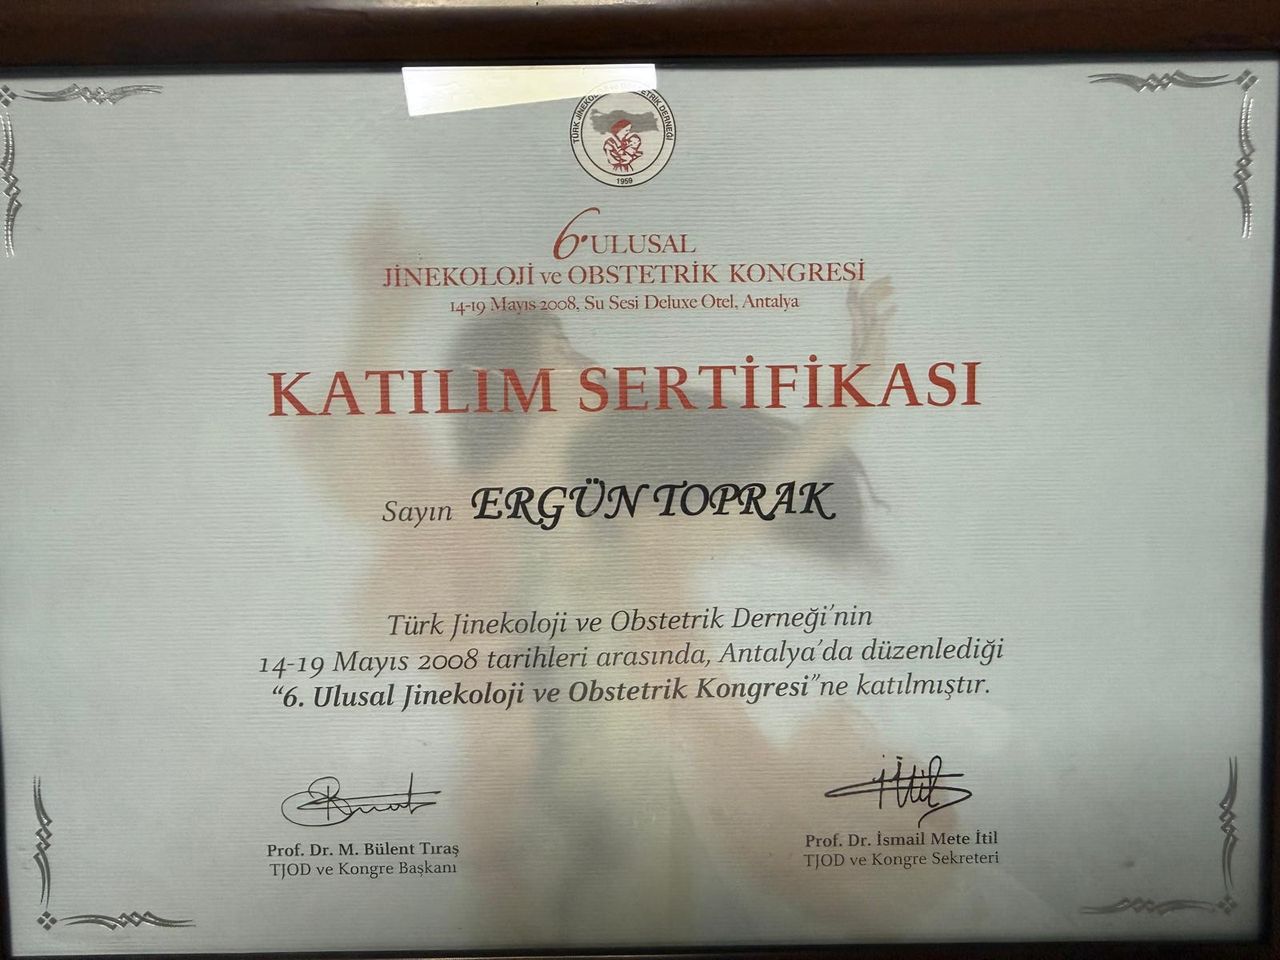 TÜRK JİNEKOLOJİ VE OBSTETRİK DERNEĞİ
1959
6. ULUSAL
JİNEKOLOJİ ve OBSTETRİK KONGRESİ
14-19 Mayıs 2008, Su Sesi Deluxe Otel, Antalya
KATILIM SERTİFİKASI
Sayın ERGÜN TOPRAK
Türk Jinekoloji ve Obstetrik Derneği'nin
14-19 Mayıs 2008 tarihleri arasında, Antalya'da düzenlediği
“6. Ulusal Jinekoloji ve Obstetrik Kongresi”ne katılmıştır.
Prof. Dr. M. Bülent Tıraş
TJOD ve Kongre Başkanı
Prof. Dr. İsmail Mete İtil
TJOD ve Kongre Sekreteri